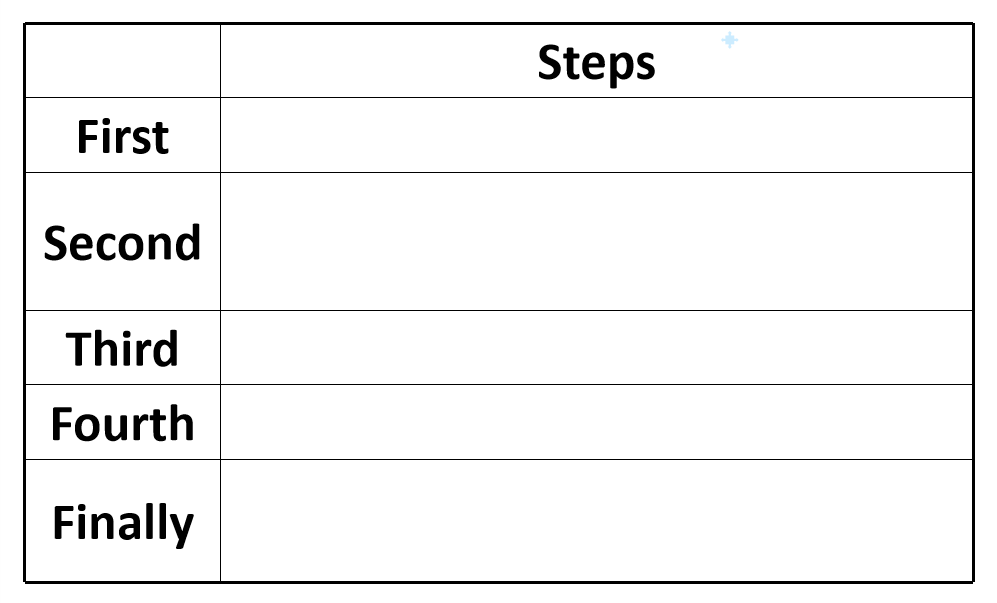 Steps
First
Second
Third
Fourth
Finally